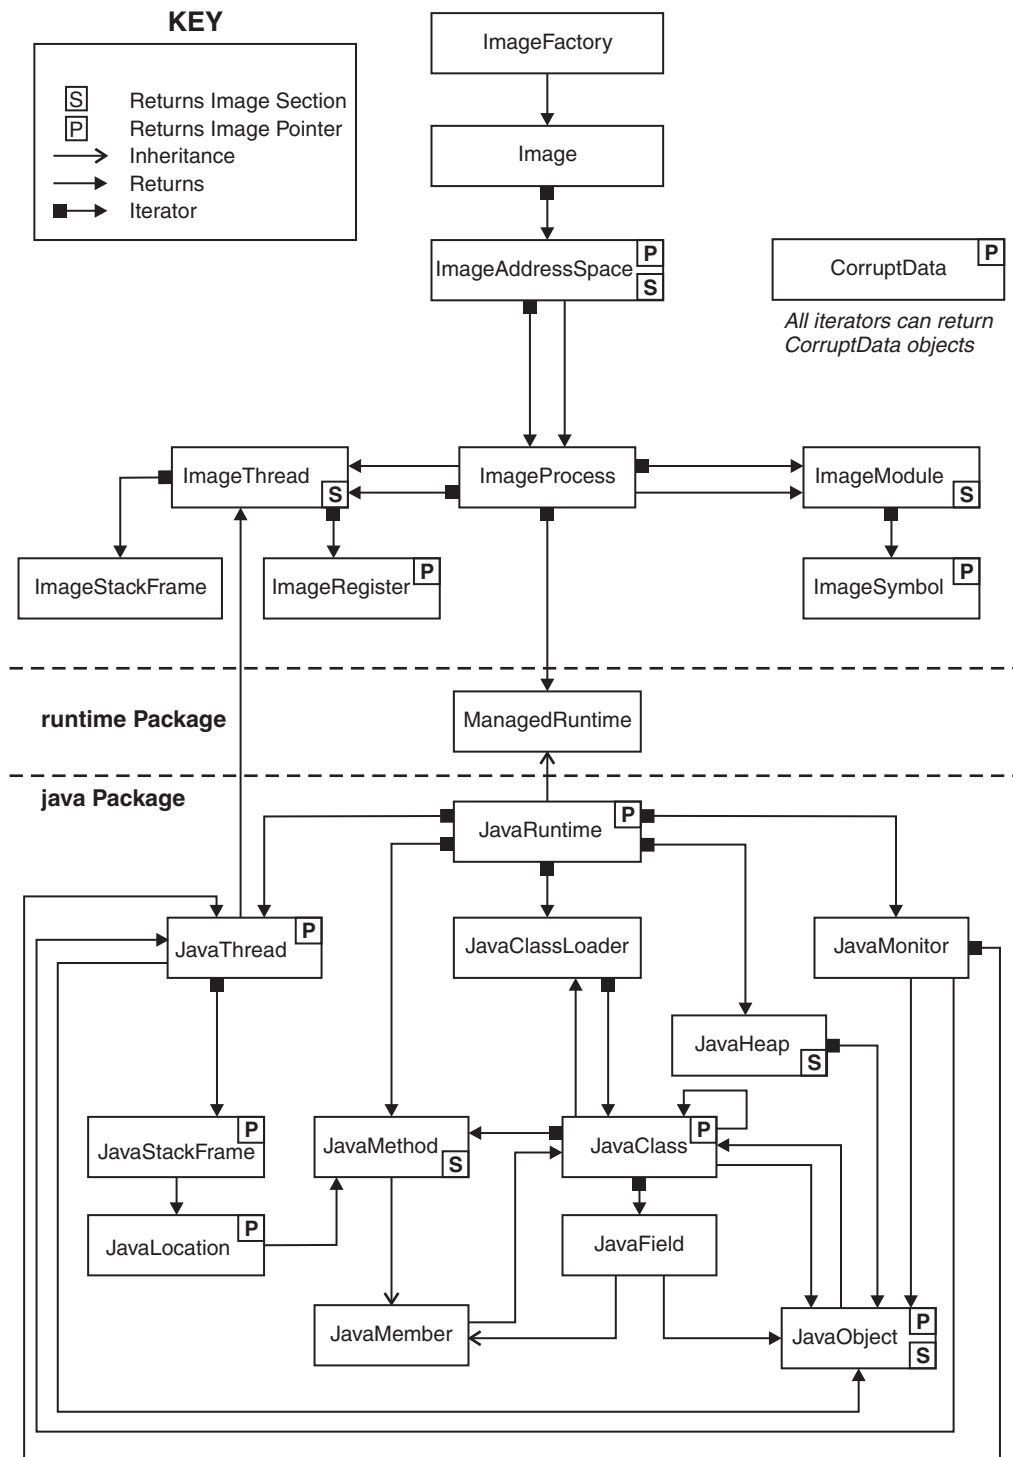 KEY
S Returns Image Section
P Returns Image Pointer
Inheritance
Returns
Iterator
ImageFactory
Image
ImageAddressSpace P S
CorruptData P
All iterators can return
CorruptData objects
ImageThread S
ImageProcess
ImageModule S
ImageStackFrame
ImageRegister P
ImageSymbol P
runtime Package
ManagedRuntime
java Package
JavaRuntime P
JavaThread P
JavaClassLoader
JavaMonitor
JavaHeap S
JavaStackFrame P
JavaMethod S
JavaClass P
JavaLocation P
JavaField
JavaMember
JavaObject P S